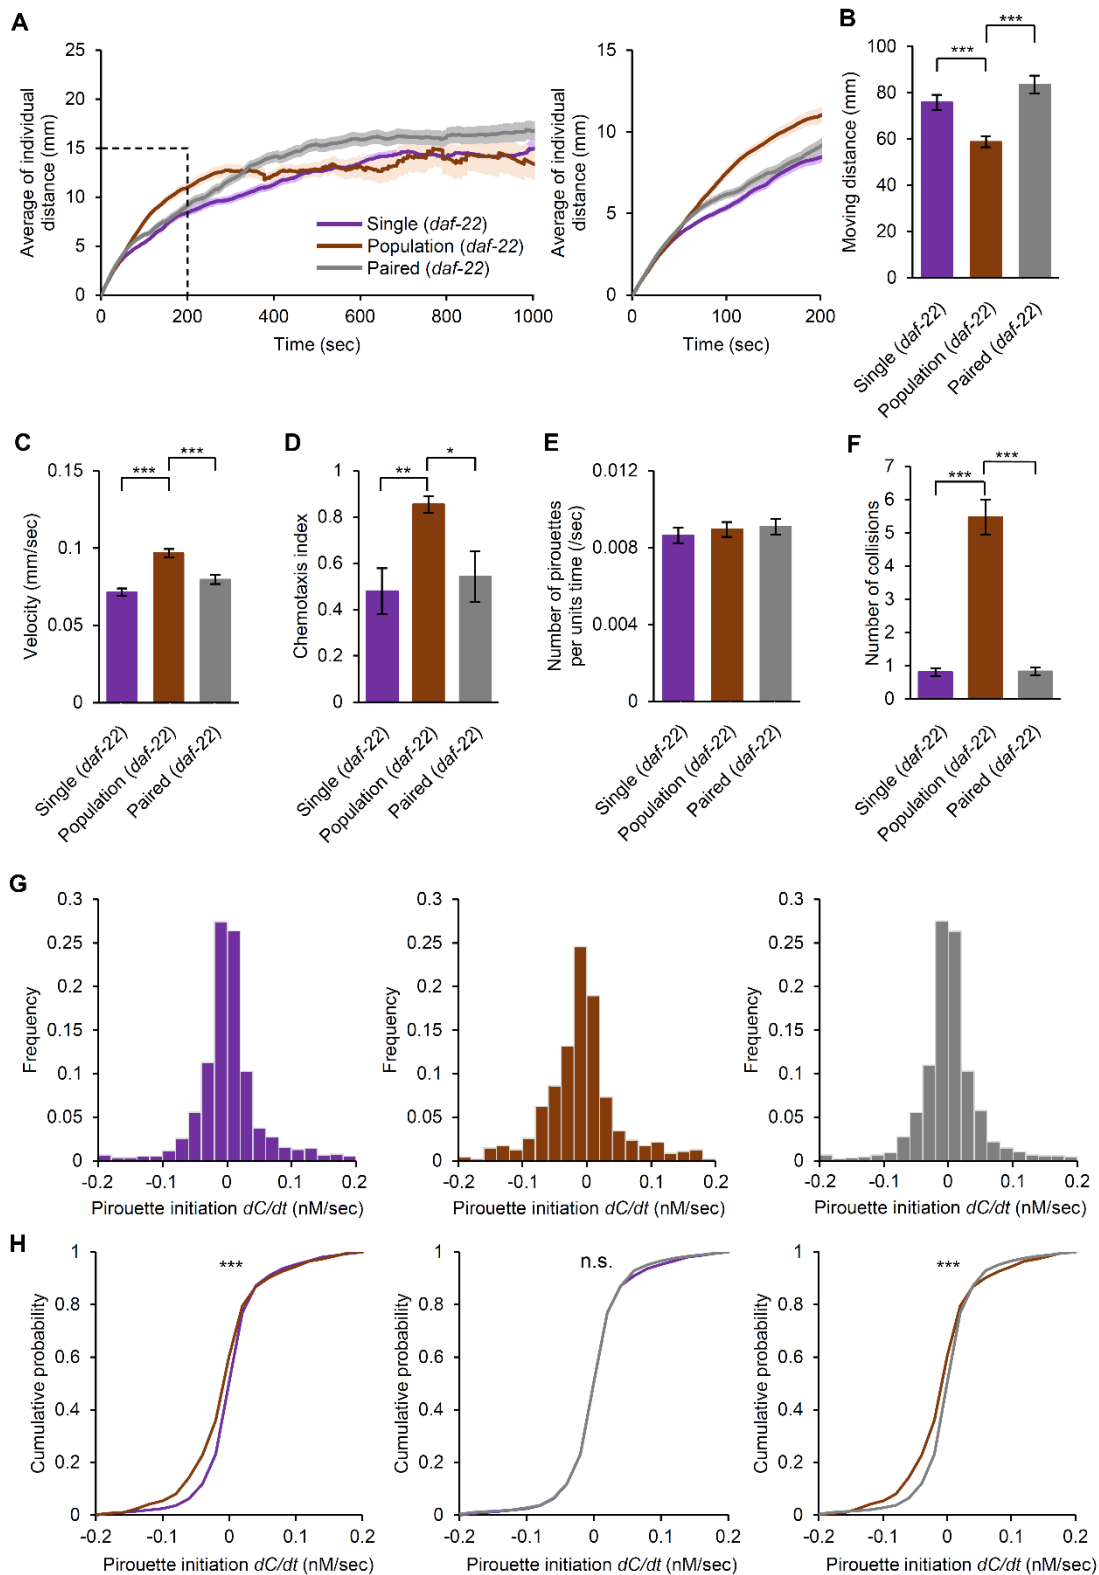 A
Average of individual
distance (mm)
25
20
15
10
5
0
0
200
400
600
800
1000
Time (sec)
Single (daf-22)
Population (daf-22)
Paired (daf-22)
Average of individual
distance (mm)
15
10
5
0
0
100
200
Time (sec)
B
Moving distance (mm)
100
80
60
40
20
0
***
***
Single (daf-22)
Population (daf-22)
Paired (daf-22)
C
Velocity (mm/sec)
0.15
0.1
0.05
0
***
***
Single (daf-22)
Population (daf-22)
Paired (daf-22)
D
Chemotaxis index
1
0.8
0.6
0.4
0.2
0
**
*
Single (daf-22)
Population (daf-22)
Paired (daf-22)
E
Number of pirouettes
per units time (/sec)
0.012
0.008
0.004
0
Single (daf-22)
Population (daf-22)
Paired (daf-22)
F
Number of collisions
7
6
5
4
3
2
1
0
***
***
Single (daf-22)
Population (daf-22)
Paired (daf-22)
G
Frequency
0.3
0.25
0.2
0.15
0.1
0.05
0
-0.2
-0.1
0
0.1
0.2
Pirouette initiation dC/dt (nM/sec)
Frequency
0.3
0.25
0.2
0.15
0.1
0.05
0
-0.2
-0.1
0
0.1
0.2
Pirouette initiation dC/dt (nM/sec)
Frequency
0.3
0.25
0.2
0.15
0.1
0.05
0
-0.2
-0.1
0
0.1
0.2
Pirouette initiation dC/dt (nM/sec)
H
Cumulative probability
1
0.8
0.6
0.4
0.2
0
***
-0.2
-0.1
0
0.1
0.2
Pirouette initiation dC/dt (nM/sec)
Cumulative probability
1
0.8
0.6
0.4
0.2
0
n.s.
-0.2
-0.1
0
0.1
0.2
Pirouette initiation dC/dt (nM/sec)
Cumulative probability
1
0.8
0.6
0.4
0.2
0
***
-0.2
-0.1
0
0.1
0.2
Pirouette initiation dC/dt (nM/sec)